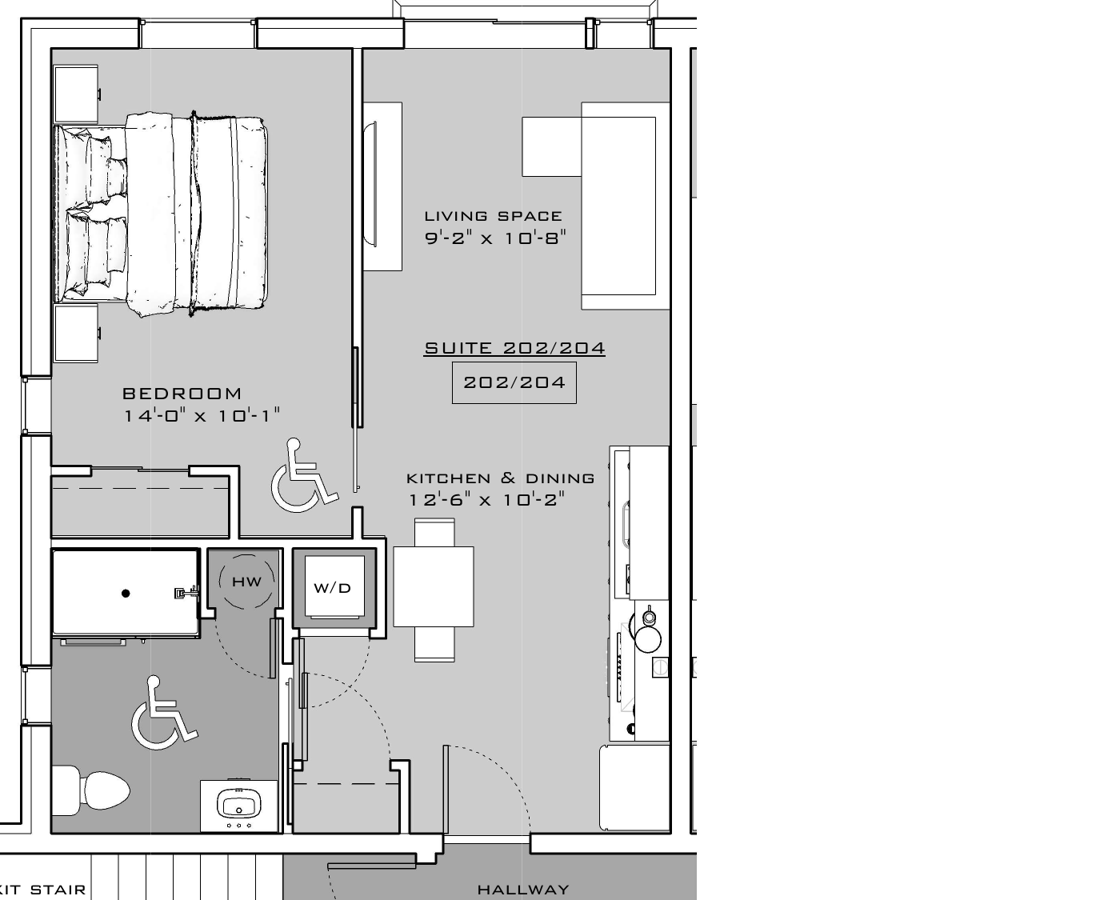 LIVING SPACE
9'-2" x 10'-8"
SUITE 202/204
202/204
BEDROOM
14'-0" x 10'-1"
KITCHEN & DINING
12'-6" x 10'-2"
HW
W/D
XIT STAIR
HALLWAY